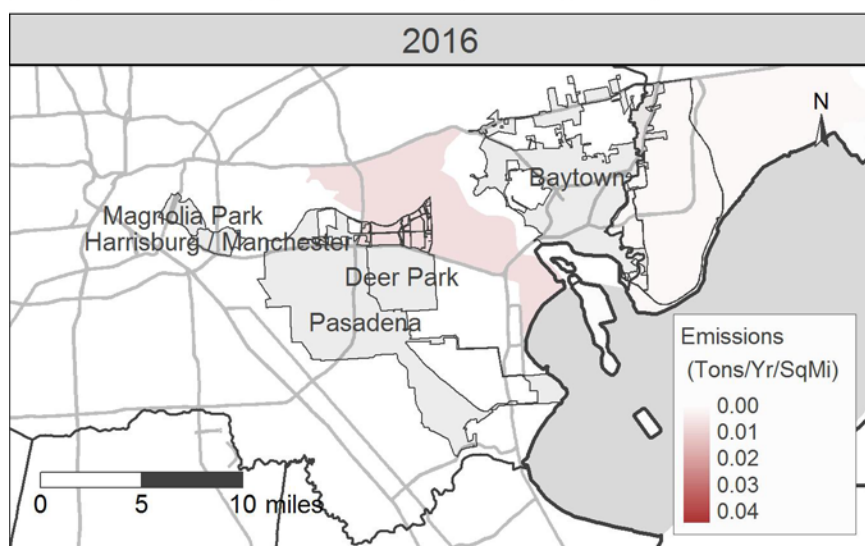 2016
N
Baytown
Magnolia Park
Harrisburg Manchester
Deer Park
Pasadena
Emissions
(Tons/Yr/SqMi)
0.00
0.01
0.02
0.03
0.04
0 5 10 miles